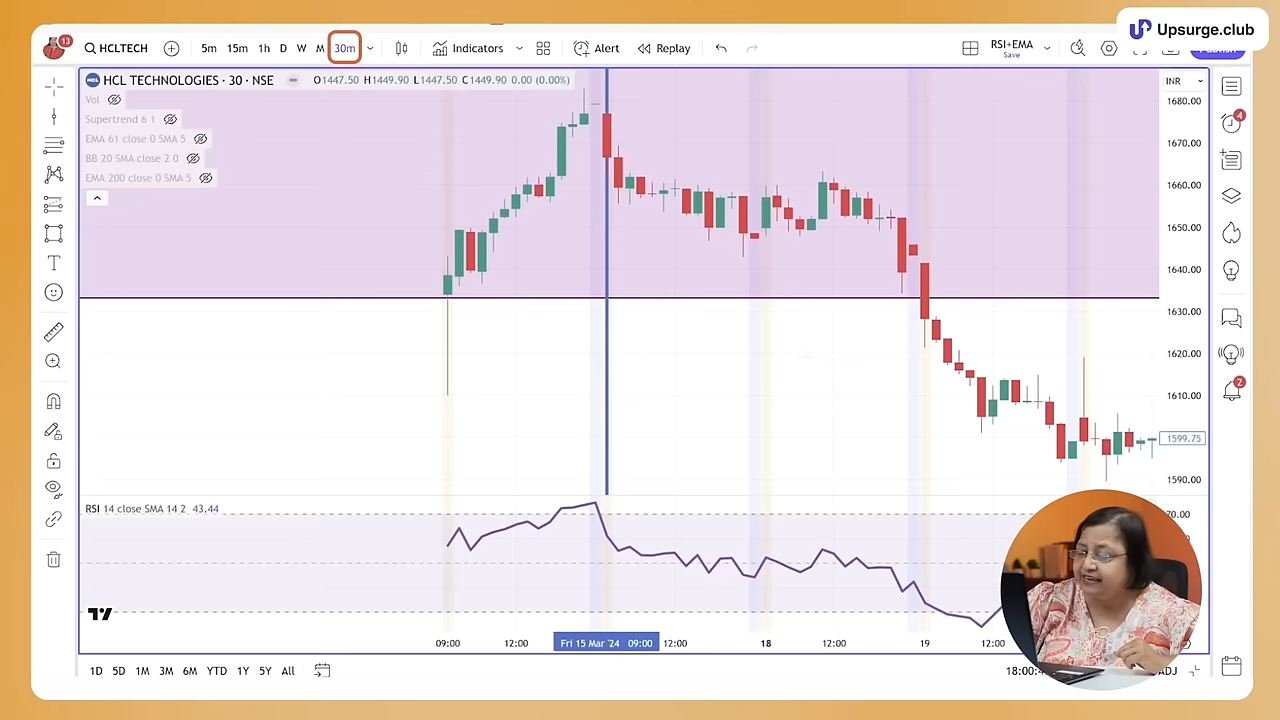 Upsurge.club
13
HCLTECH
5m 15m 1h D W M 30m
Indicators
Alert
Replay
RSI+EMA
Save
HCL TECHNOLOGIES · 30 · NSE
O1447.50 H1449.90 L1447.50 C1449.90 0.00 (0.00%)
INR
Vol
Supertrend 6 1
EMA 61 close 0 SMA 5
BB 20 SMA close 2 0
EMA 200 close 0 SMA 5
1680.00
1670.00
1660.00
1650.00
1640.00
1630.00
1620.00
1610.00
1599.75
1590.00
4
2
RSI 14 close SMA 14 2 43.44
70.00
09:00
12:00
Fri 15 Mar '24 09:00
12:00
18
12:00
19
12:00
1D 5D 1M 3M 6M YTD 1Y 5Y All
18:00:4
ADJ